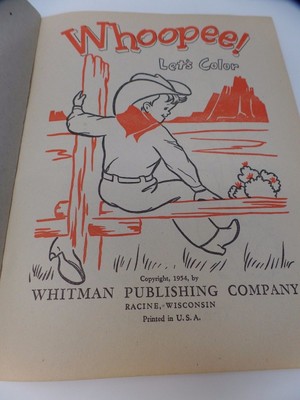 Whoopee!
Let's Color
Copyright, 1954, by
WHITMAN PUBLISHING COMPANY
RACINE, WISCONSIN
Printed in U. S. A.